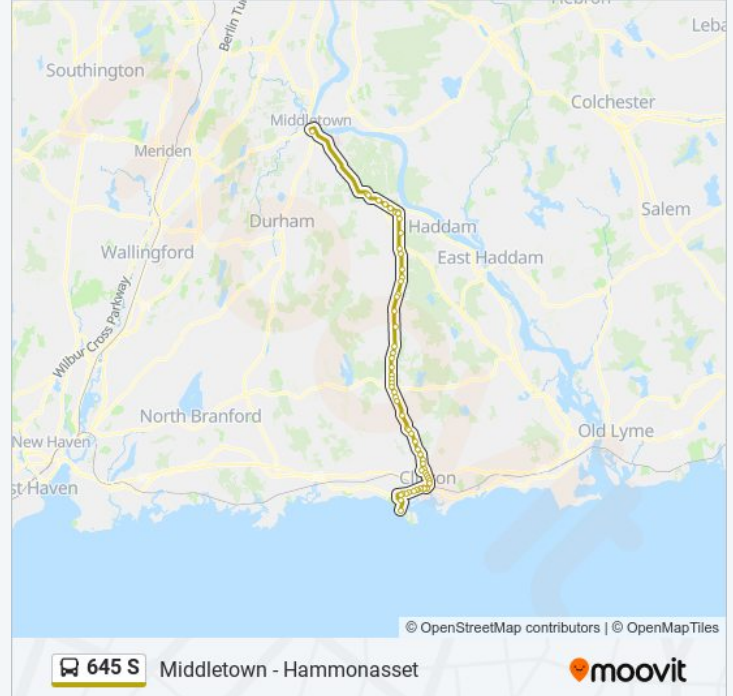 Hebron
Leba
Berlin Tu
Southington
Colchester
Middletown
Meriden
Salem
Durham
Haddam
Wallingford
East Haddam
Wilbur Cross Parkway
North Branford
Old Lyme
New Haven
st Haven
Clinton
© OpenStreetMap contributors | © OpenMapTiles
645 S Middletown - Hammonasset
moovit